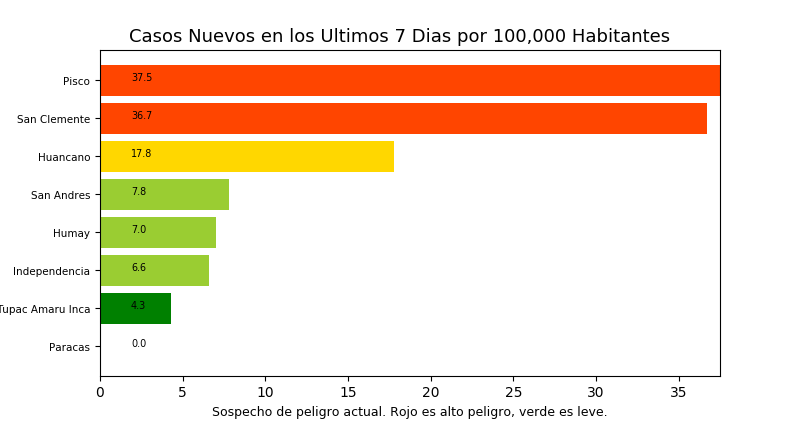 Casos Nuevos en los Ultimos 7 Dias por 100,000 Habitantes
Pisco 37.5
San Clemente 36.7
Huancano 17.8
San Andres 7.8
Humay 7.0
Independencia 6.6
Tupac Amaru Inca 4.3
Paracas 0.0
0 5 10 15 20 25 30 35
Sospecho de peligro actual. Rojo es alto peligro, verde es leve.